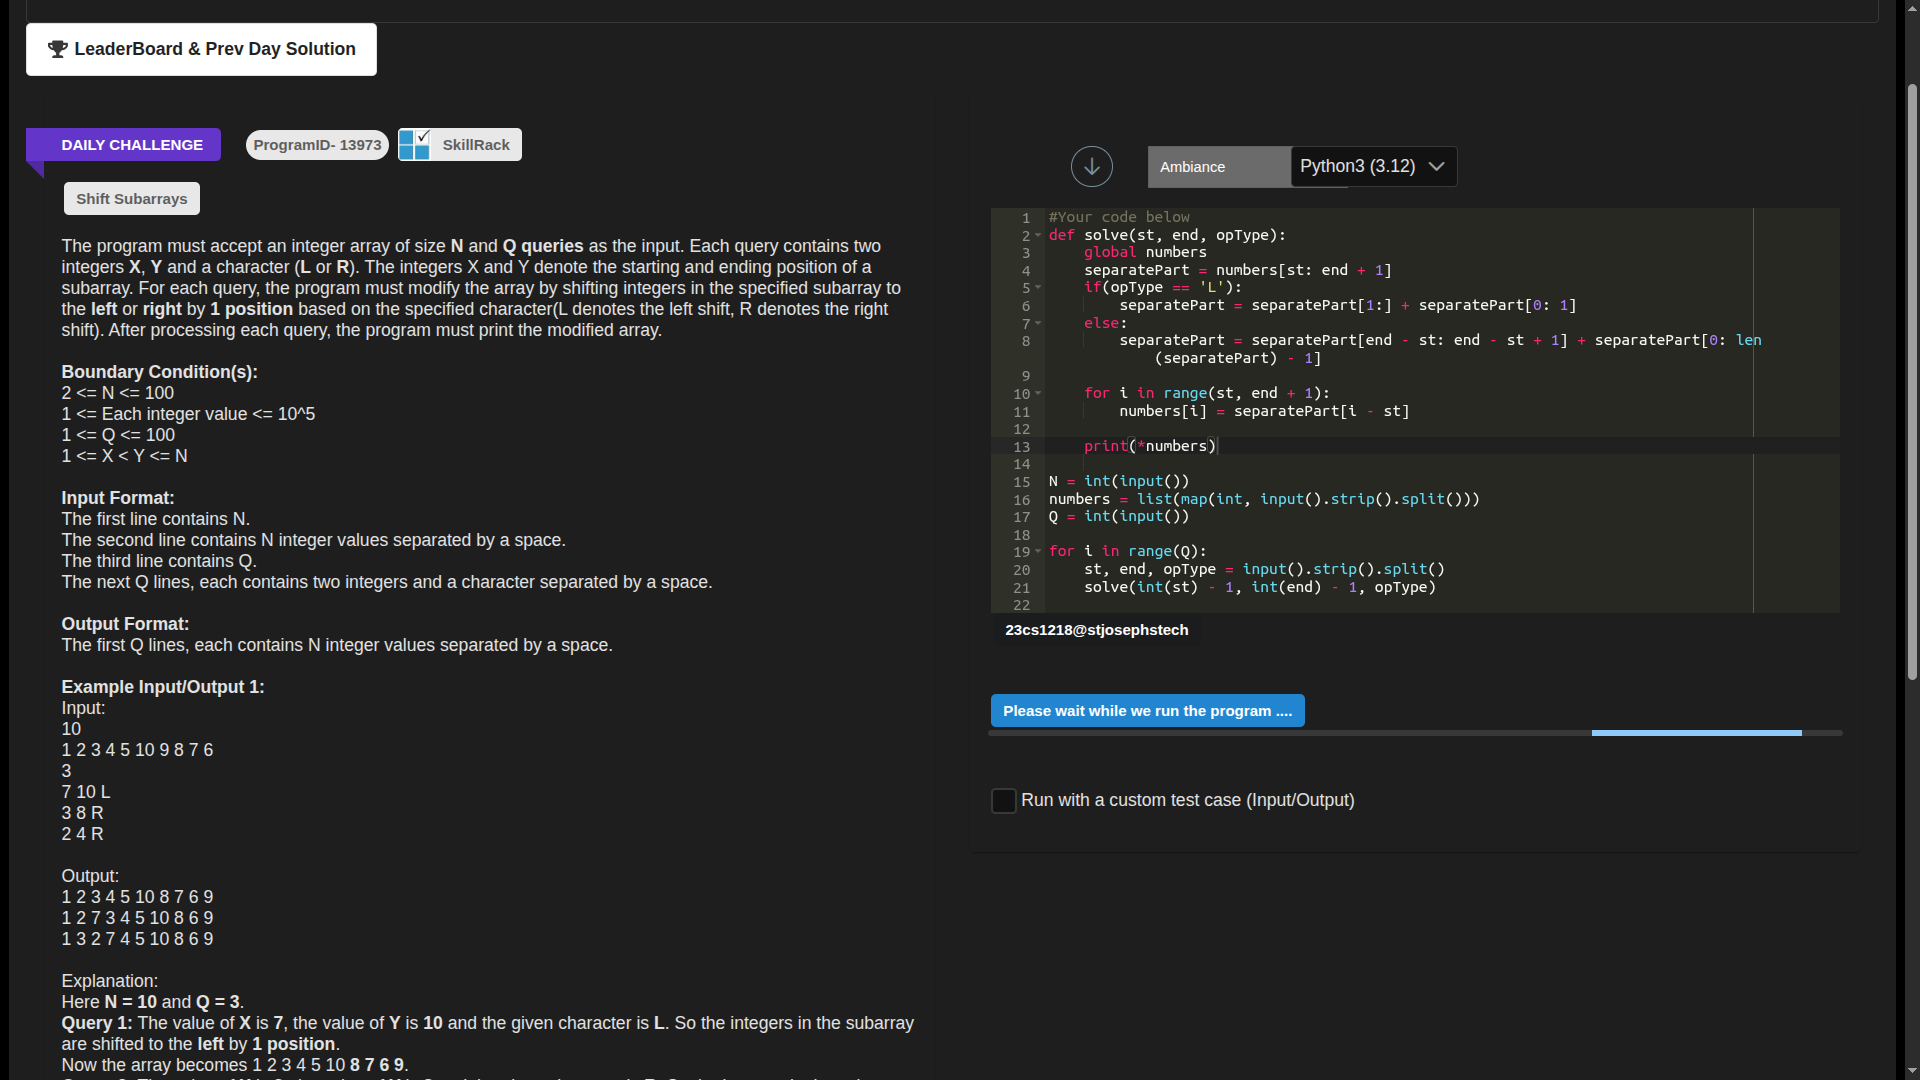 LeaderBoard & Prev Day Solution
DAILY CHALLENGE
ProgramID- 13973
SkillRack
Shift Subarrays
The program must accept an integer array of size N and Q queries as the input. Each query contains two
integers X, Y and a character (L or R). The integers X and Y denote the starting and ending position of a
subarray. For each query, the program must modify the array by shifting integers in the specified subarray to
the left or right by 1 position based on the specified character(L denotes the left shift, R denotes the right
shift). After processing each query, the program must print the modified array.
Boundary Condition(s):
2 <= N <= 100
1 <= Each integer value <= 10^5
1 <= Q <= 100
1 <= X < Y <= N
Input Format:
The first line contains N.
The second line contains N integer values separated by a space.
The third line contains Q.
The next Q lines, each contains two integers and a character separated by a space.
Output Format:
The first Q lines, each contains N integer values separated by a space.
Example Input/Output 1:
Input:
10
1 2 3 4 5 10 9 8 7 6
3
7 10 L
3 8 R
2 4 R
Output:
1 2 3 4 5 10 8 7 6 9
1 2 7 3 4 5 10 8 6 9
1 3 2 7 4 5 10 8 6 9
Explanation:
Here N = 10 and Q = 3.
Query 1: The value of X is 7, the value of Y is 10 and the given character is L. So the integers in the subarray
are shifted to the left by 1 position.
Now the array becomes 1 2 3 4 5 10 8 7 6 9.
Ambiance
Python3 (3.12)
1 #Your code below
2 def solve(st, end, opType):
3 global numbers
4 separatePart = numbers[st: end + 1]
5 if(opType == 'L'):
6 separatePart = separatePart[1:] + separatePart[0: 1]
7 else:
8 separatePart = separatePart[end - st: end - st + 1] + separatePart[0: len
(separatePart) - 1]
9
10 for i in range(st, end + 1):
11 numbers[i] = separatePart[i - st]
12
13 print(*numbers)
14
15 N = int(input())
16 numbers = list(map(int, input().strip().split()))
17 Q = int(input())
18
19 for i in range(Q):
20 st, end, opType = input().strip().split()
21 solve(int(st) - 1, int(end) - 1, opType)
22
23cs1218@stjosephstech
Please wait while we run the program ....
Run with a custom test case (Input/Output)